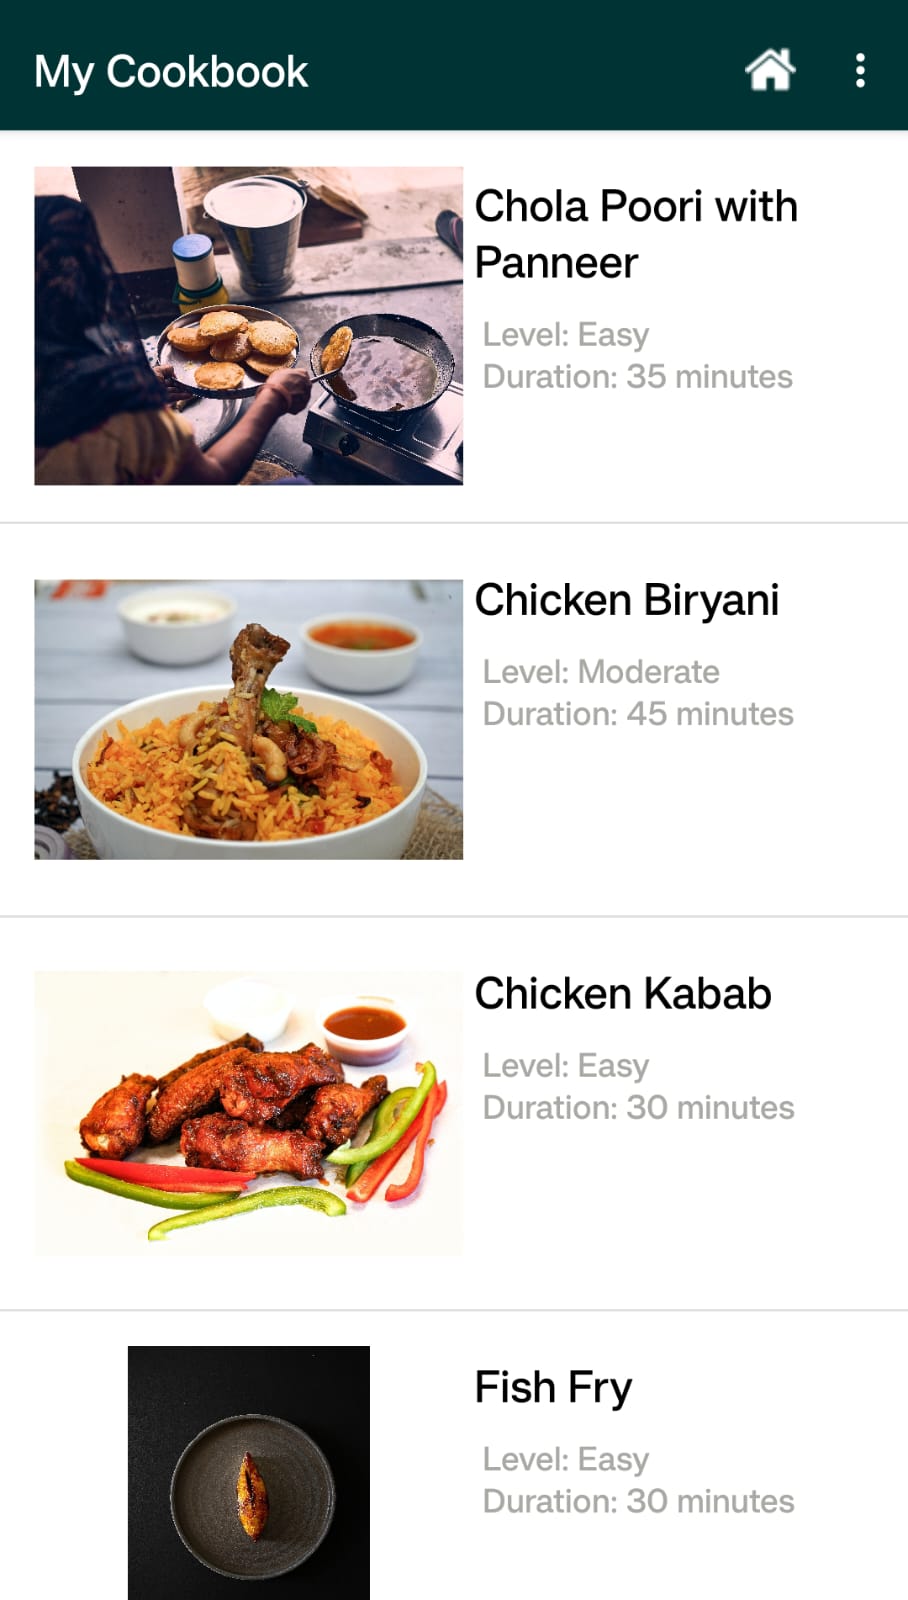 My Cookbook
Chola Poori with
Panneer
Level: Easy
Duration: 35 minutes
Chicken Biryani
Level: Moderate
Duration: 45 minutes
Chicken Kabab
Level: Easy
Duration: 30 minutes
Fish Fry
Level: Easy
Duration: 30 minutes